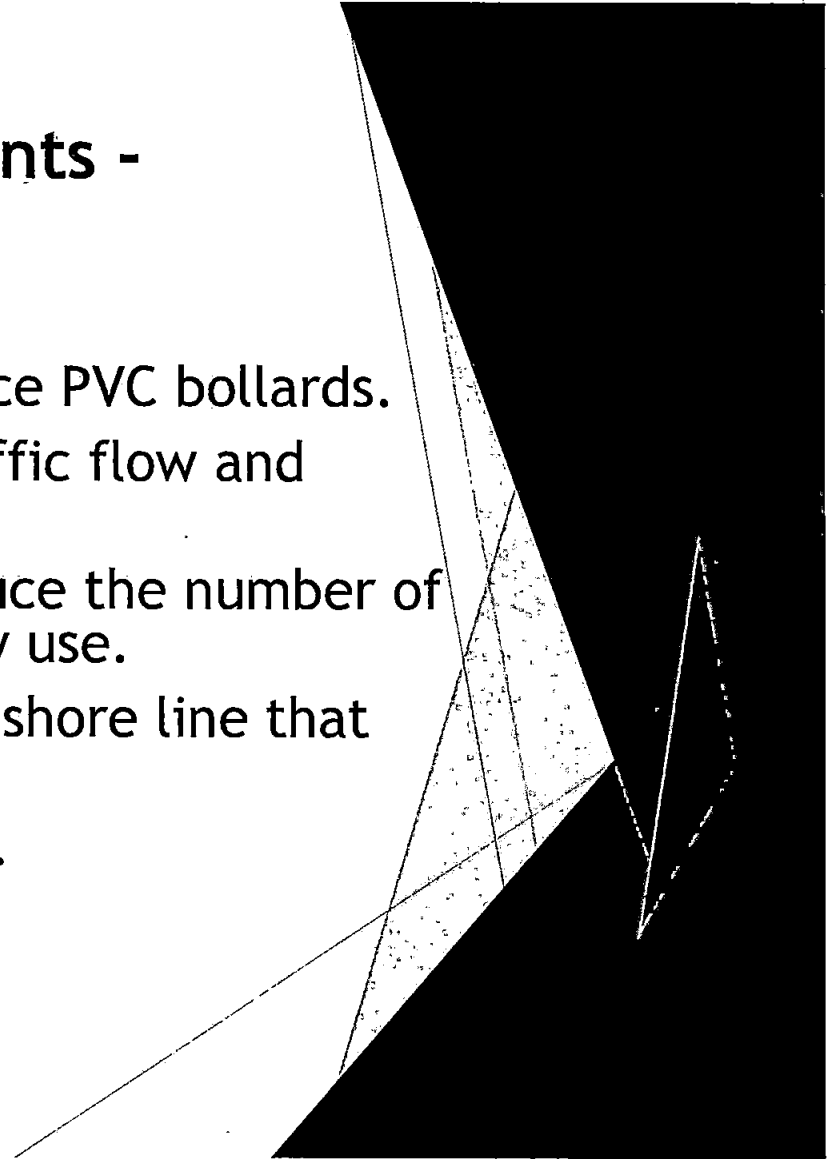 nts -
ce PVC bollards.
ffic flow and
uce the number of
y use.
shore line that
.